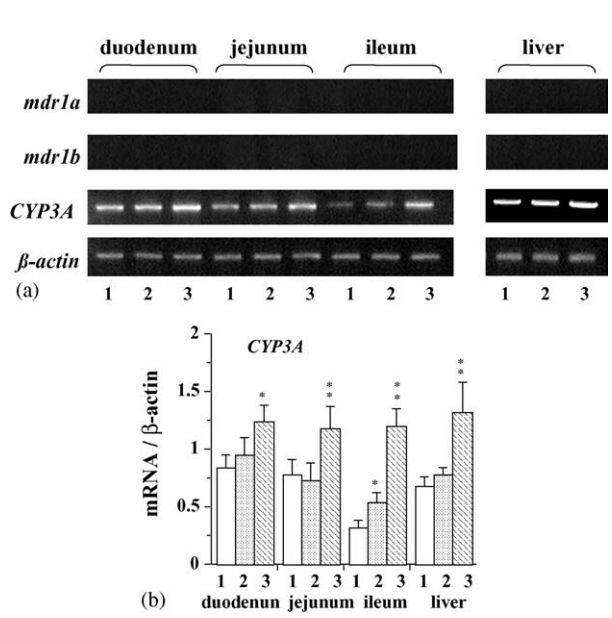 duodenum jejunum ileum liver
mdr1a
mdr1b
CYP3A
β-actin
(a) 1 2 3 1 2 3 1 2 3 1 2 3
2
CYP3A
1.5
1
0.5
0
mRNA / β-actin
* ** * ** **
1 2 3 1 2 3 1 2 3 1 2 3
(b) duodenun jejunum ileum liver